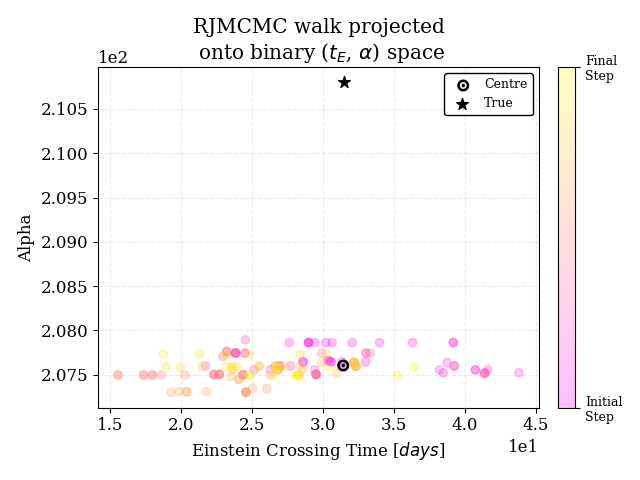 RJMCMC walk projected
onto binary (t_E, α) space
1e2
Final
Step
Centre
True
2.105
2.100
2.095
2.090
2.085
2.080
2.075
Alpha
1.5
2.0
2.5
3.0
3.5
4.0
4.5
1e1
Einstein Crossing Time [days]
Initial
Step